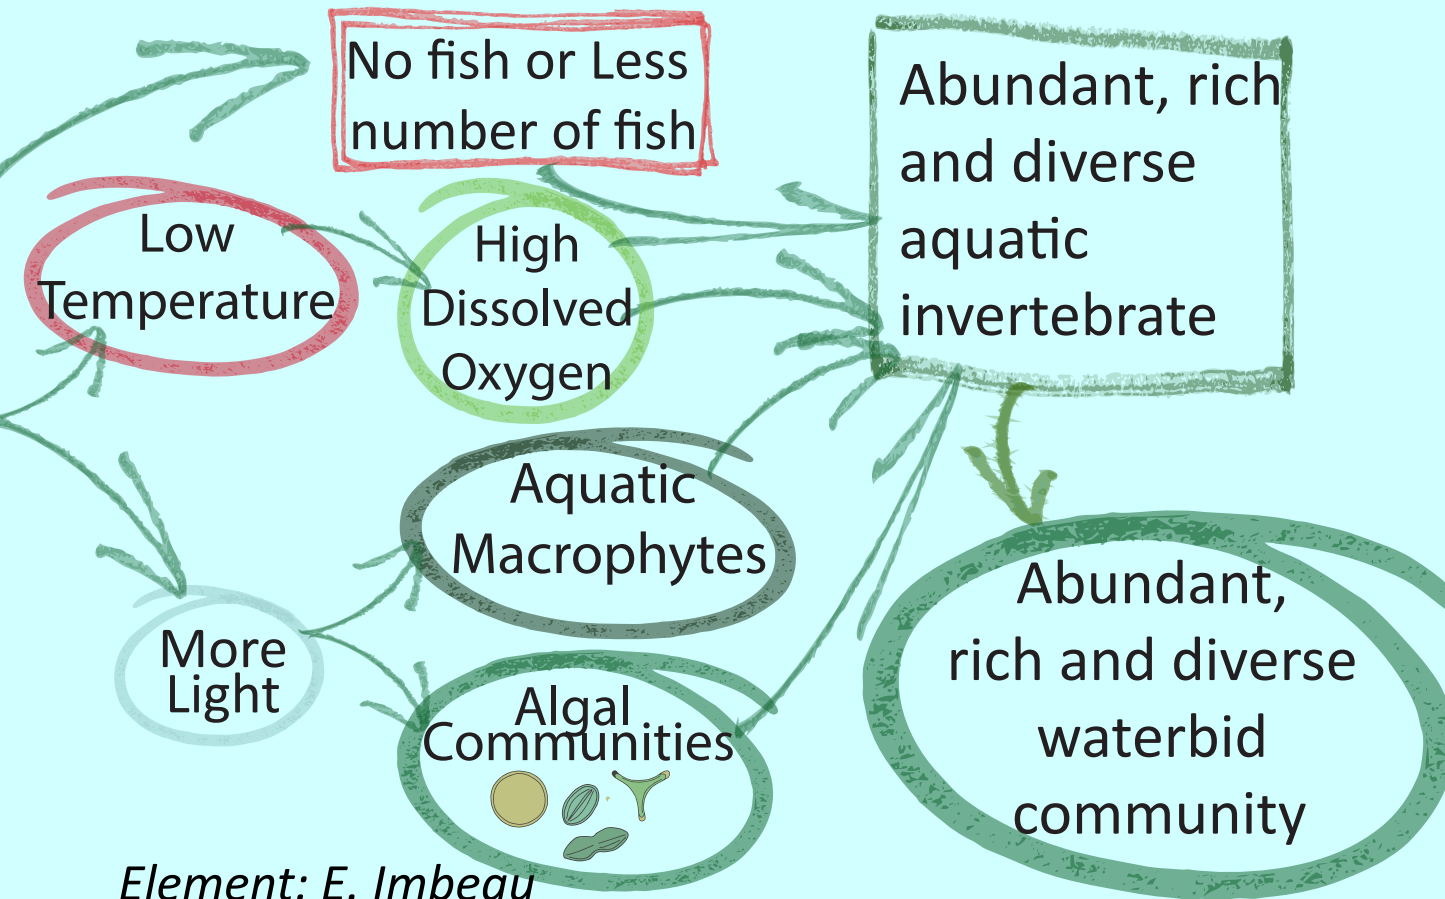 No fish or Less
number of fish
Abundant, rich
and diverse
aquatic
invertebrate
Low
Temperature
High
Dissolved
Oxygen
Aquatic
Macrophytes
More
Light
Algal
Communities
Abundant,
rich and diverse
waterbid
community
Element: E. Imbeau